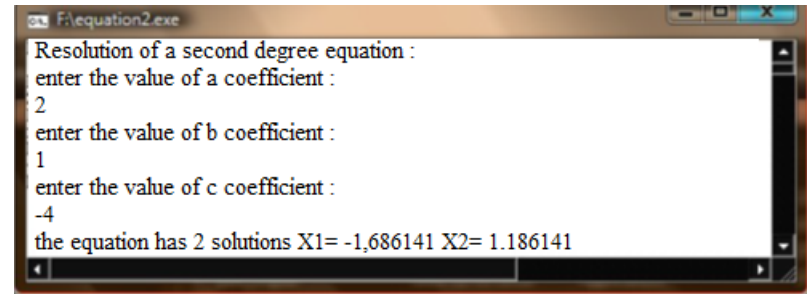 F:\equation2.exe
Resolution of a second degree equation :
enter the value of a coefficient :
2
enter the value of b coefficient :
1
enter the value of c coefficient :
-4
the equation has 2 solutions X1= -1,686141 X2= 1.186141